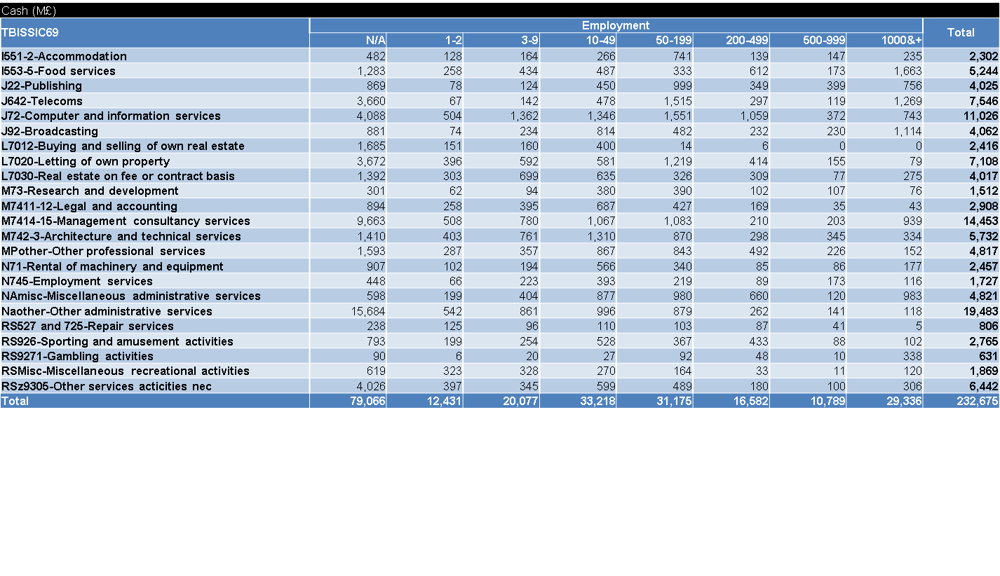 Cash (M£)
TBISSIC69 Employment Total
N/A 1-2 3-9 10-49 50-199 200-499 500-999 1000&+
I551-2-Accommodation 482 128 164 266 741 139 147 235 2,302
I553-5-Food services 1,283 258 434 487 333 612 173 1,663 5,244
J22-Publishing 869 78 124 450 999 349 399 756 4,025
J642-Telecoms 3,660 67 142 478 1,515 297 119 1,269 7,546
J72-Computer and information services 4,088 504 1,362 1,346 1,551 1,059 372 743 11,026
J92-Broadcasting 881 74 234 814 482 232 230 1,114 4,062
L7012-Buying and selling of own real estate 1,685 151 160 400 14 6 0 0 2,416
L7020-Letting of own property 3,672 396 592 581 1,219 414 155 79 7,108
L7030-Real estate on fee or contract basis 1,392 303 699 635 326 309 77 275 4,017
M73-Research and development 301 62 94 380 390 102 107 76 1,512
M7411-12-Legal and accounting 894 258 395 687 427 169 35 43 2,908
M7414-15-Management consultancy services 9,663 508 780 1,067 1,083 210 203 939 14,453
M742-3-Architecture and technical services 1,410 403 761 1,310 870 298 345 334 5,732
MPother-Other professional services 1,593 287 357 867 843 492 226 152 4,817
N71-Rental of machinery and equipment 907 102 194 566 340 85 86 177 2,457
N745-Employment services 448 66 223 393 219 89 173 116 1,727
NAmisc-Miscellaneous administrative services 598 199 404 877 980 660 120 983 4,821
Naother-Other administrative services 15,684 542 861 996 879 262 141 118 19,483
RS527 and 725-Repair services 238 125 96 110 103 87 41 5 806
RS926-Sporting and amusement activities 793 199 254 528 367 433 88 102 2,765
RS9271-Gambling activities 90 6 20 27 92 48 10 338 631
RSMisc-Miscellaneous recreational activities 619 323 328 270 164 33 11 120 1,869
RSz9305-Other services acticities nec 4,026 397 345 599 489 180 100 306 6,442
Total 79,066 12,431 20,077 33,218 31,175 16,582 10,789 29,336 232,675